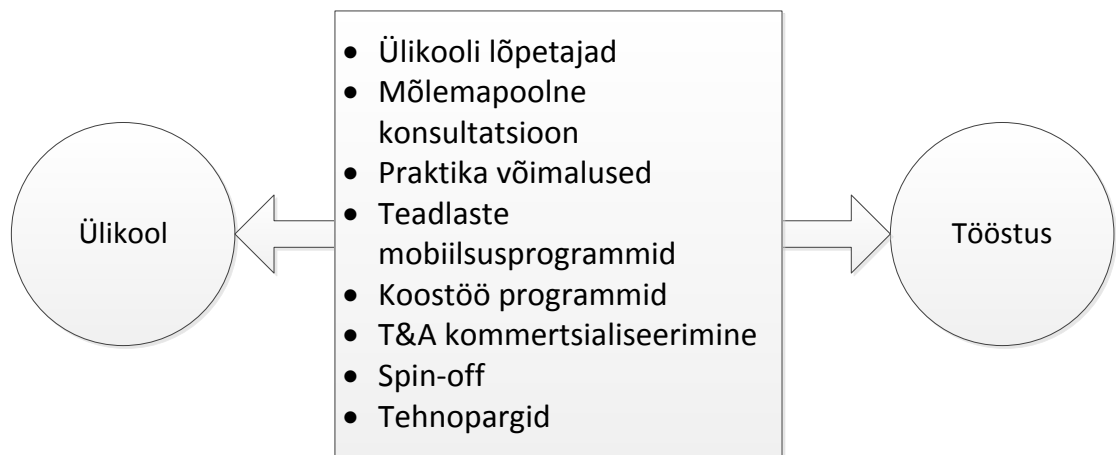 Ülikool
• Ülikooli lõpetajad
• Mõlemapoolne
konsultatsioon
• Praktika võimalused
• Teadlaste
mobiilsusprogrammid
• Koostöö programmid
• T&A kommertsialiseerimine
• Spin-off
• Tehnopargid
Tööstus